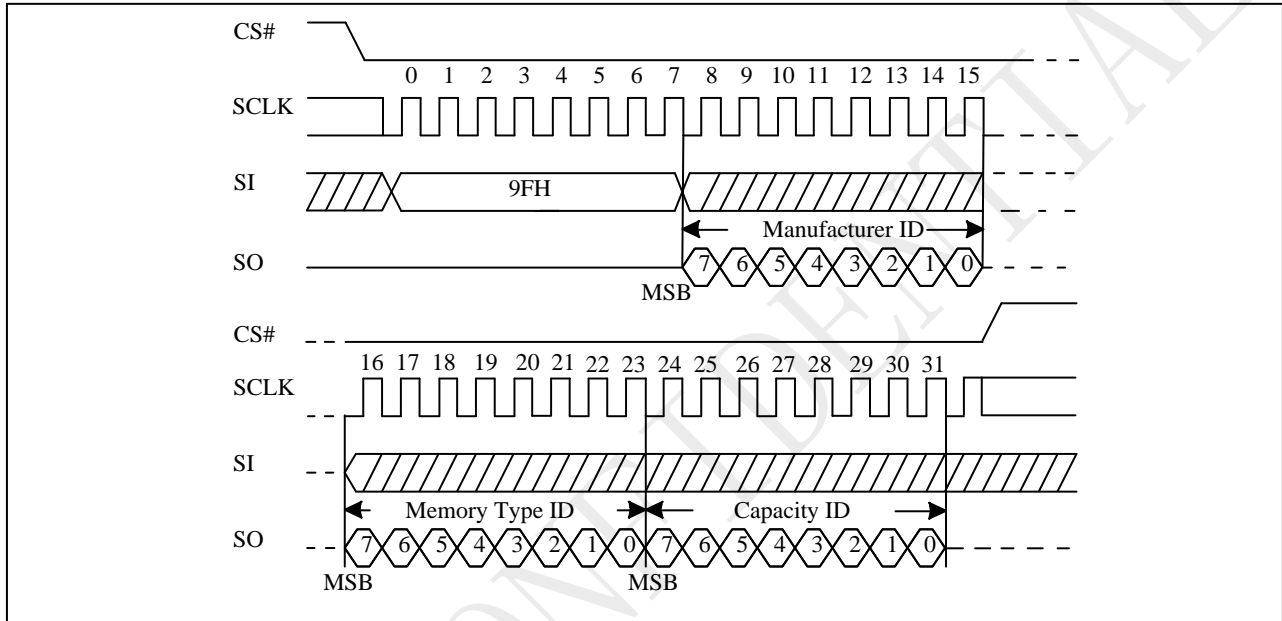 CS#
0 1 2 3 4 5 6 7 8 9 10 11 12 13 14 15
SCLK
SI
9FH
Manufacturer ID
SO
7 6 5 4 3 2 1 0
MSB
CS#
16 17 18 19 20 21 22 23 24 25 26 27 28 29 30 31
SCLK
SI
Memory Type ID Capacity ID
SO
7 6 5 4 3 2 1 0 7 6 5 4 3 2 1 0
MSB MSB